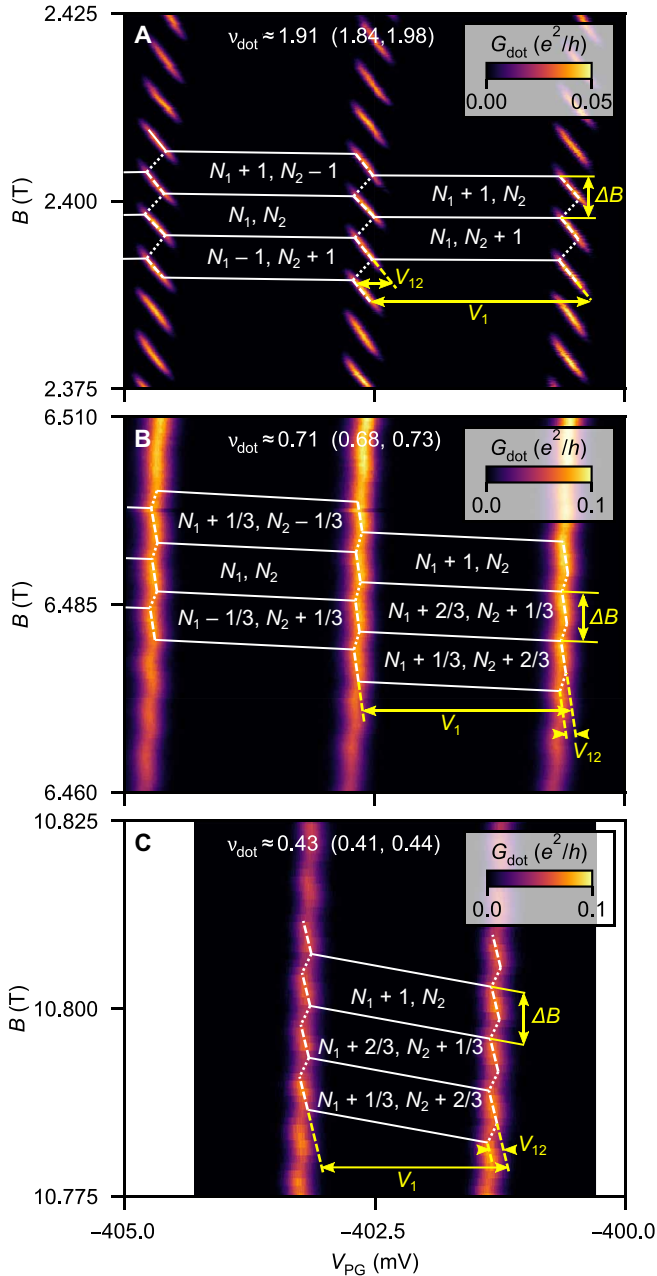 A
ν_dot ≈ 1.91 (1.84,1.98)
G_dot (e²/h)
0.00 0.05
2.425
2.400
2.375
B (T)
N₁ + 1, N₂ − 1
N₁, N₂
N₁ − 1, N₂ + 1
N₁ + 1, N₂
N₁, N₂ + 1
ΔB
V₁₂
V₁
B
ν_dot ≈ 0.71 (0.68, 0.73)
G_dot (e²/h)
0.0 0.1
6.510
6.485
6.460
B (T)
N₁ + 1/3, N₂ − 1/3
N₁, N₂
N₁ − 1/3, N₂ + 1/3
N₁ + 1, N₂
N₁ + 2/3, N₂ + 1/3
N₁ + 1/3, N₂ + 2/3
ΔB
V₁
V₁₂
C
ν_dot ≈ 0.43 (0.41, 0.44)
G_dot (e²/h)
0.0 0.1
10.825
10.800
10.775
B (T)
N₁ + 1, N₂
N₁ + 2/3, N₂ + 1/3
N₁ + 1/3, N₂ + 2/3
ΔB
V₁₂
V₁
−405.0 −402.5 −400.0
V_PG (mV)